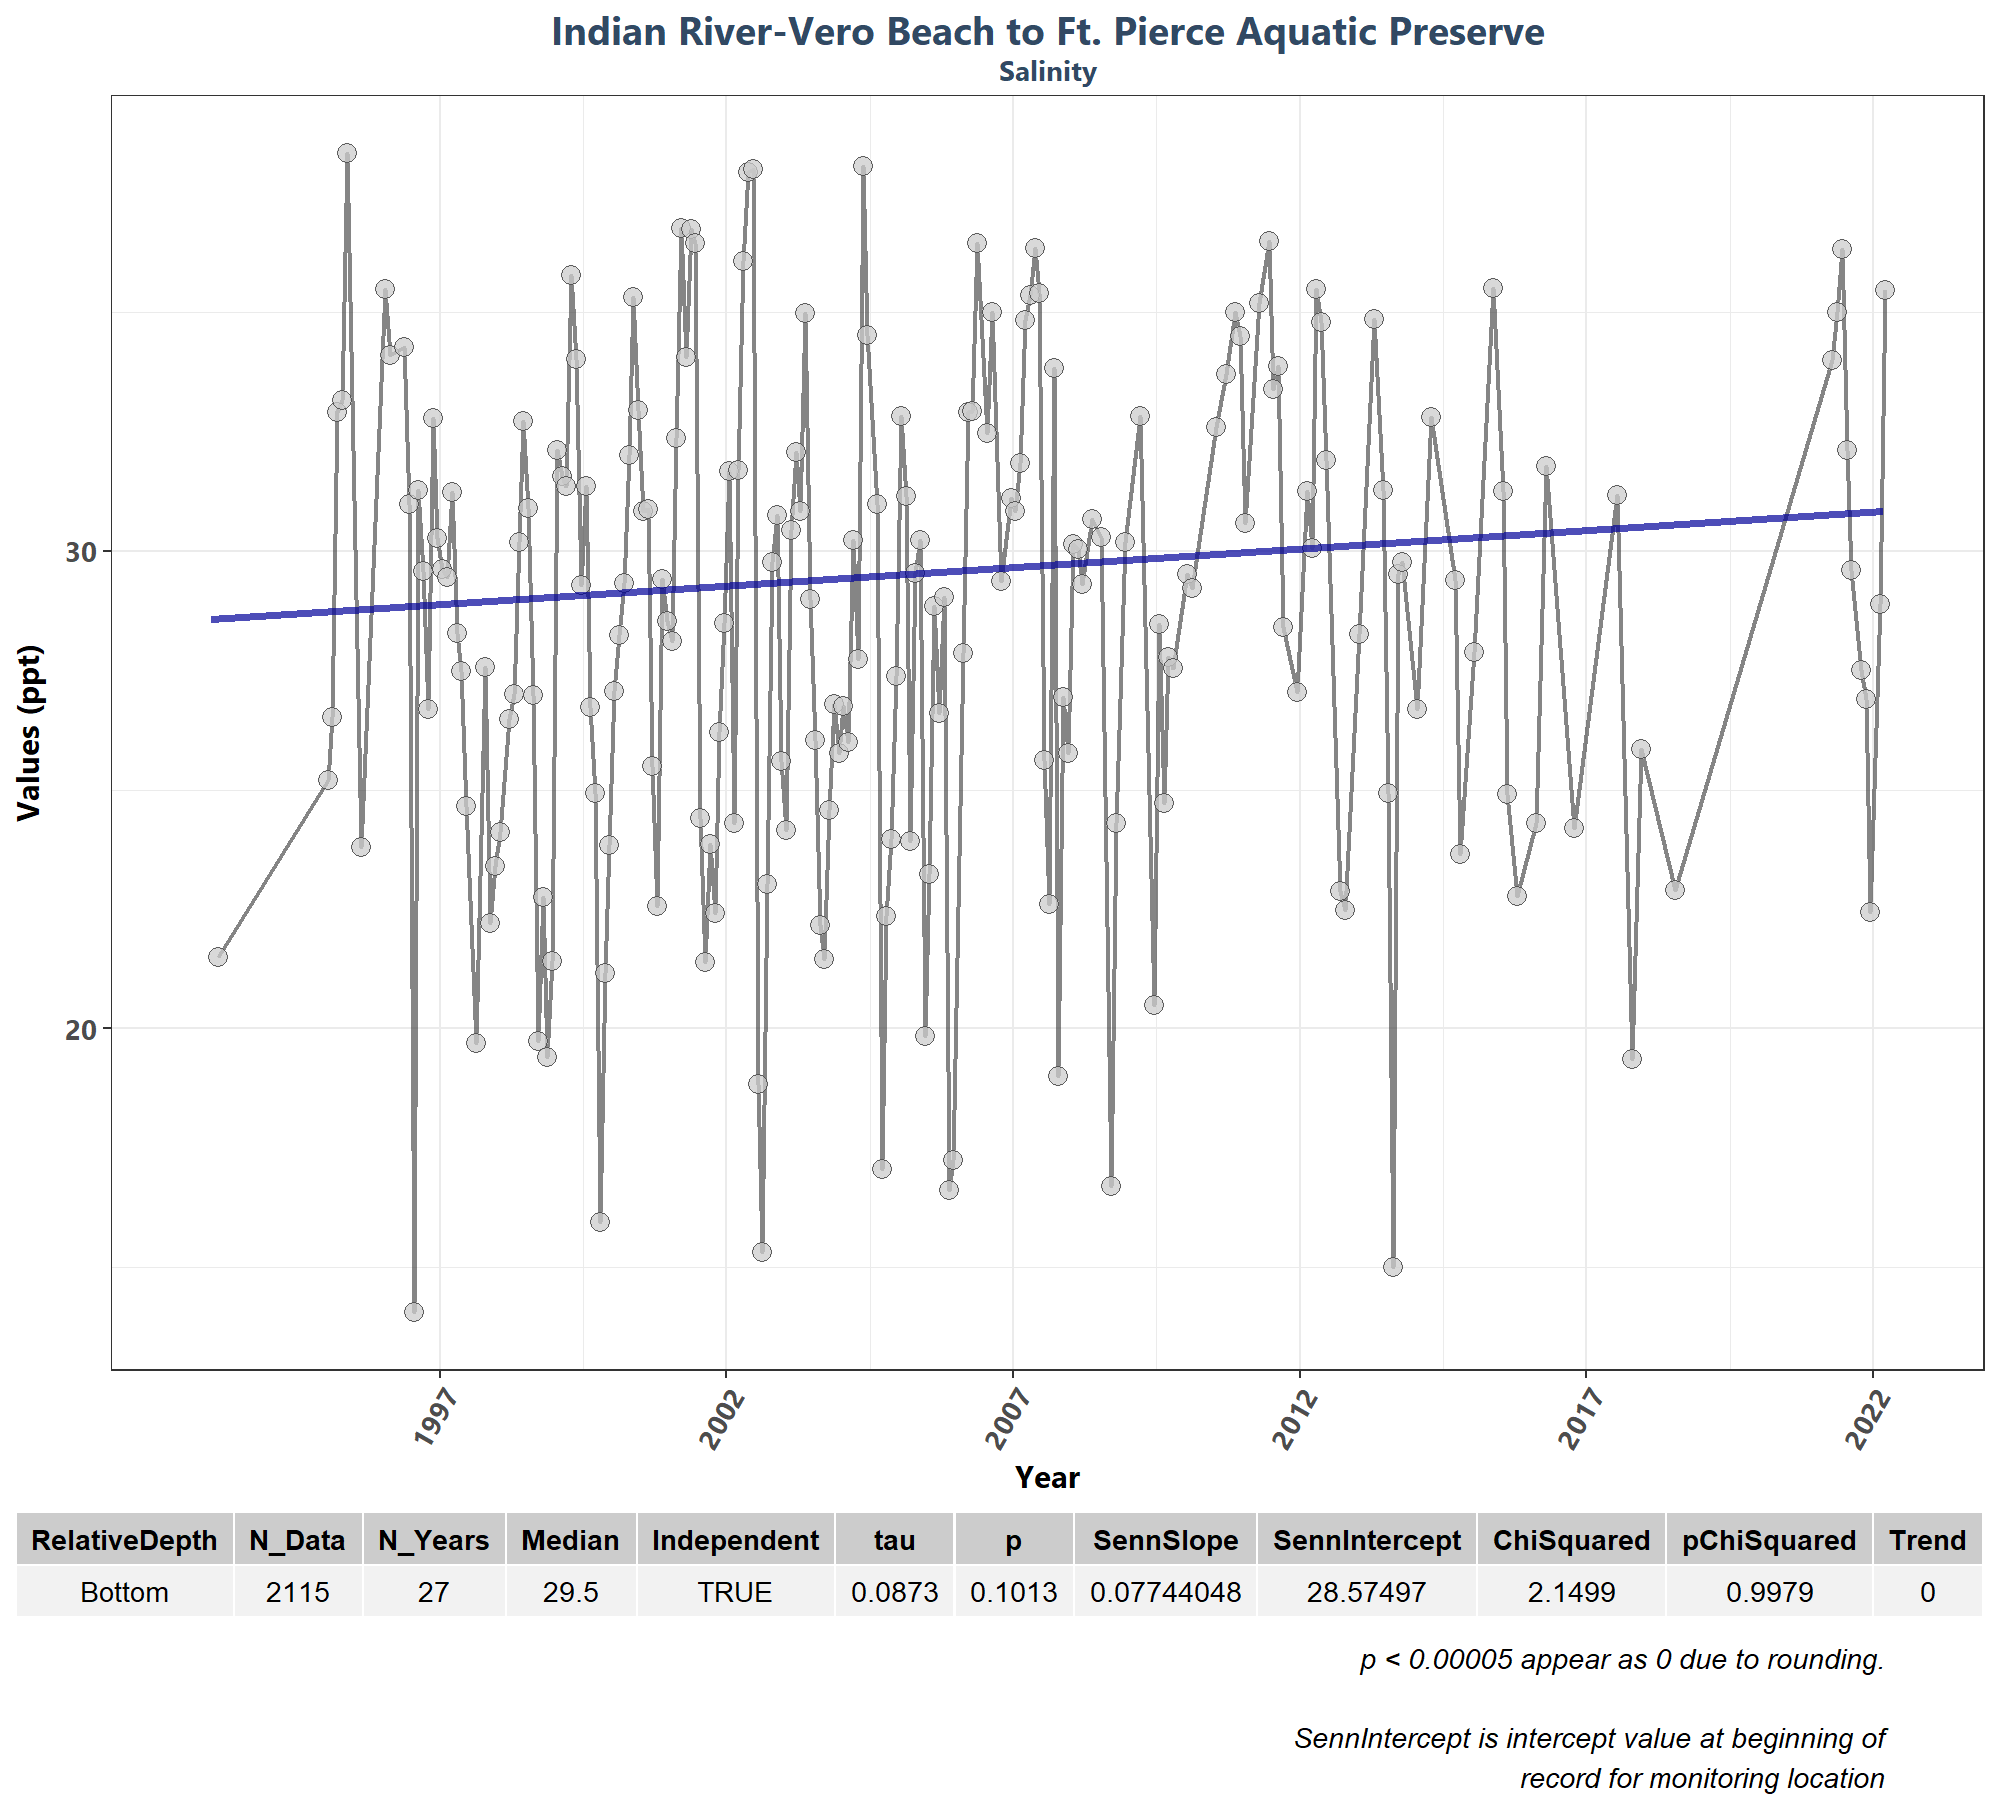 Indian River-Vero Beach to Ft. Pierce Aquatic Preserve
Salinity
Values (ppt)
30
20
1997
2002
2007
2012
2017
2022
Year
RelativeDepth N_Data N_Years Median Independent tau p SennSlope SennIntercept ChiSquared pChiSquared Trend
Bottom 2115 27 29.5 TRUE 0.0873 0.1013 0.07744048 28.57497 2.1499 0.9979 0
p < 0.00005 appear as 0 due to rounding.
SennIntercept is intercept value at beginning of
record for monitoring location